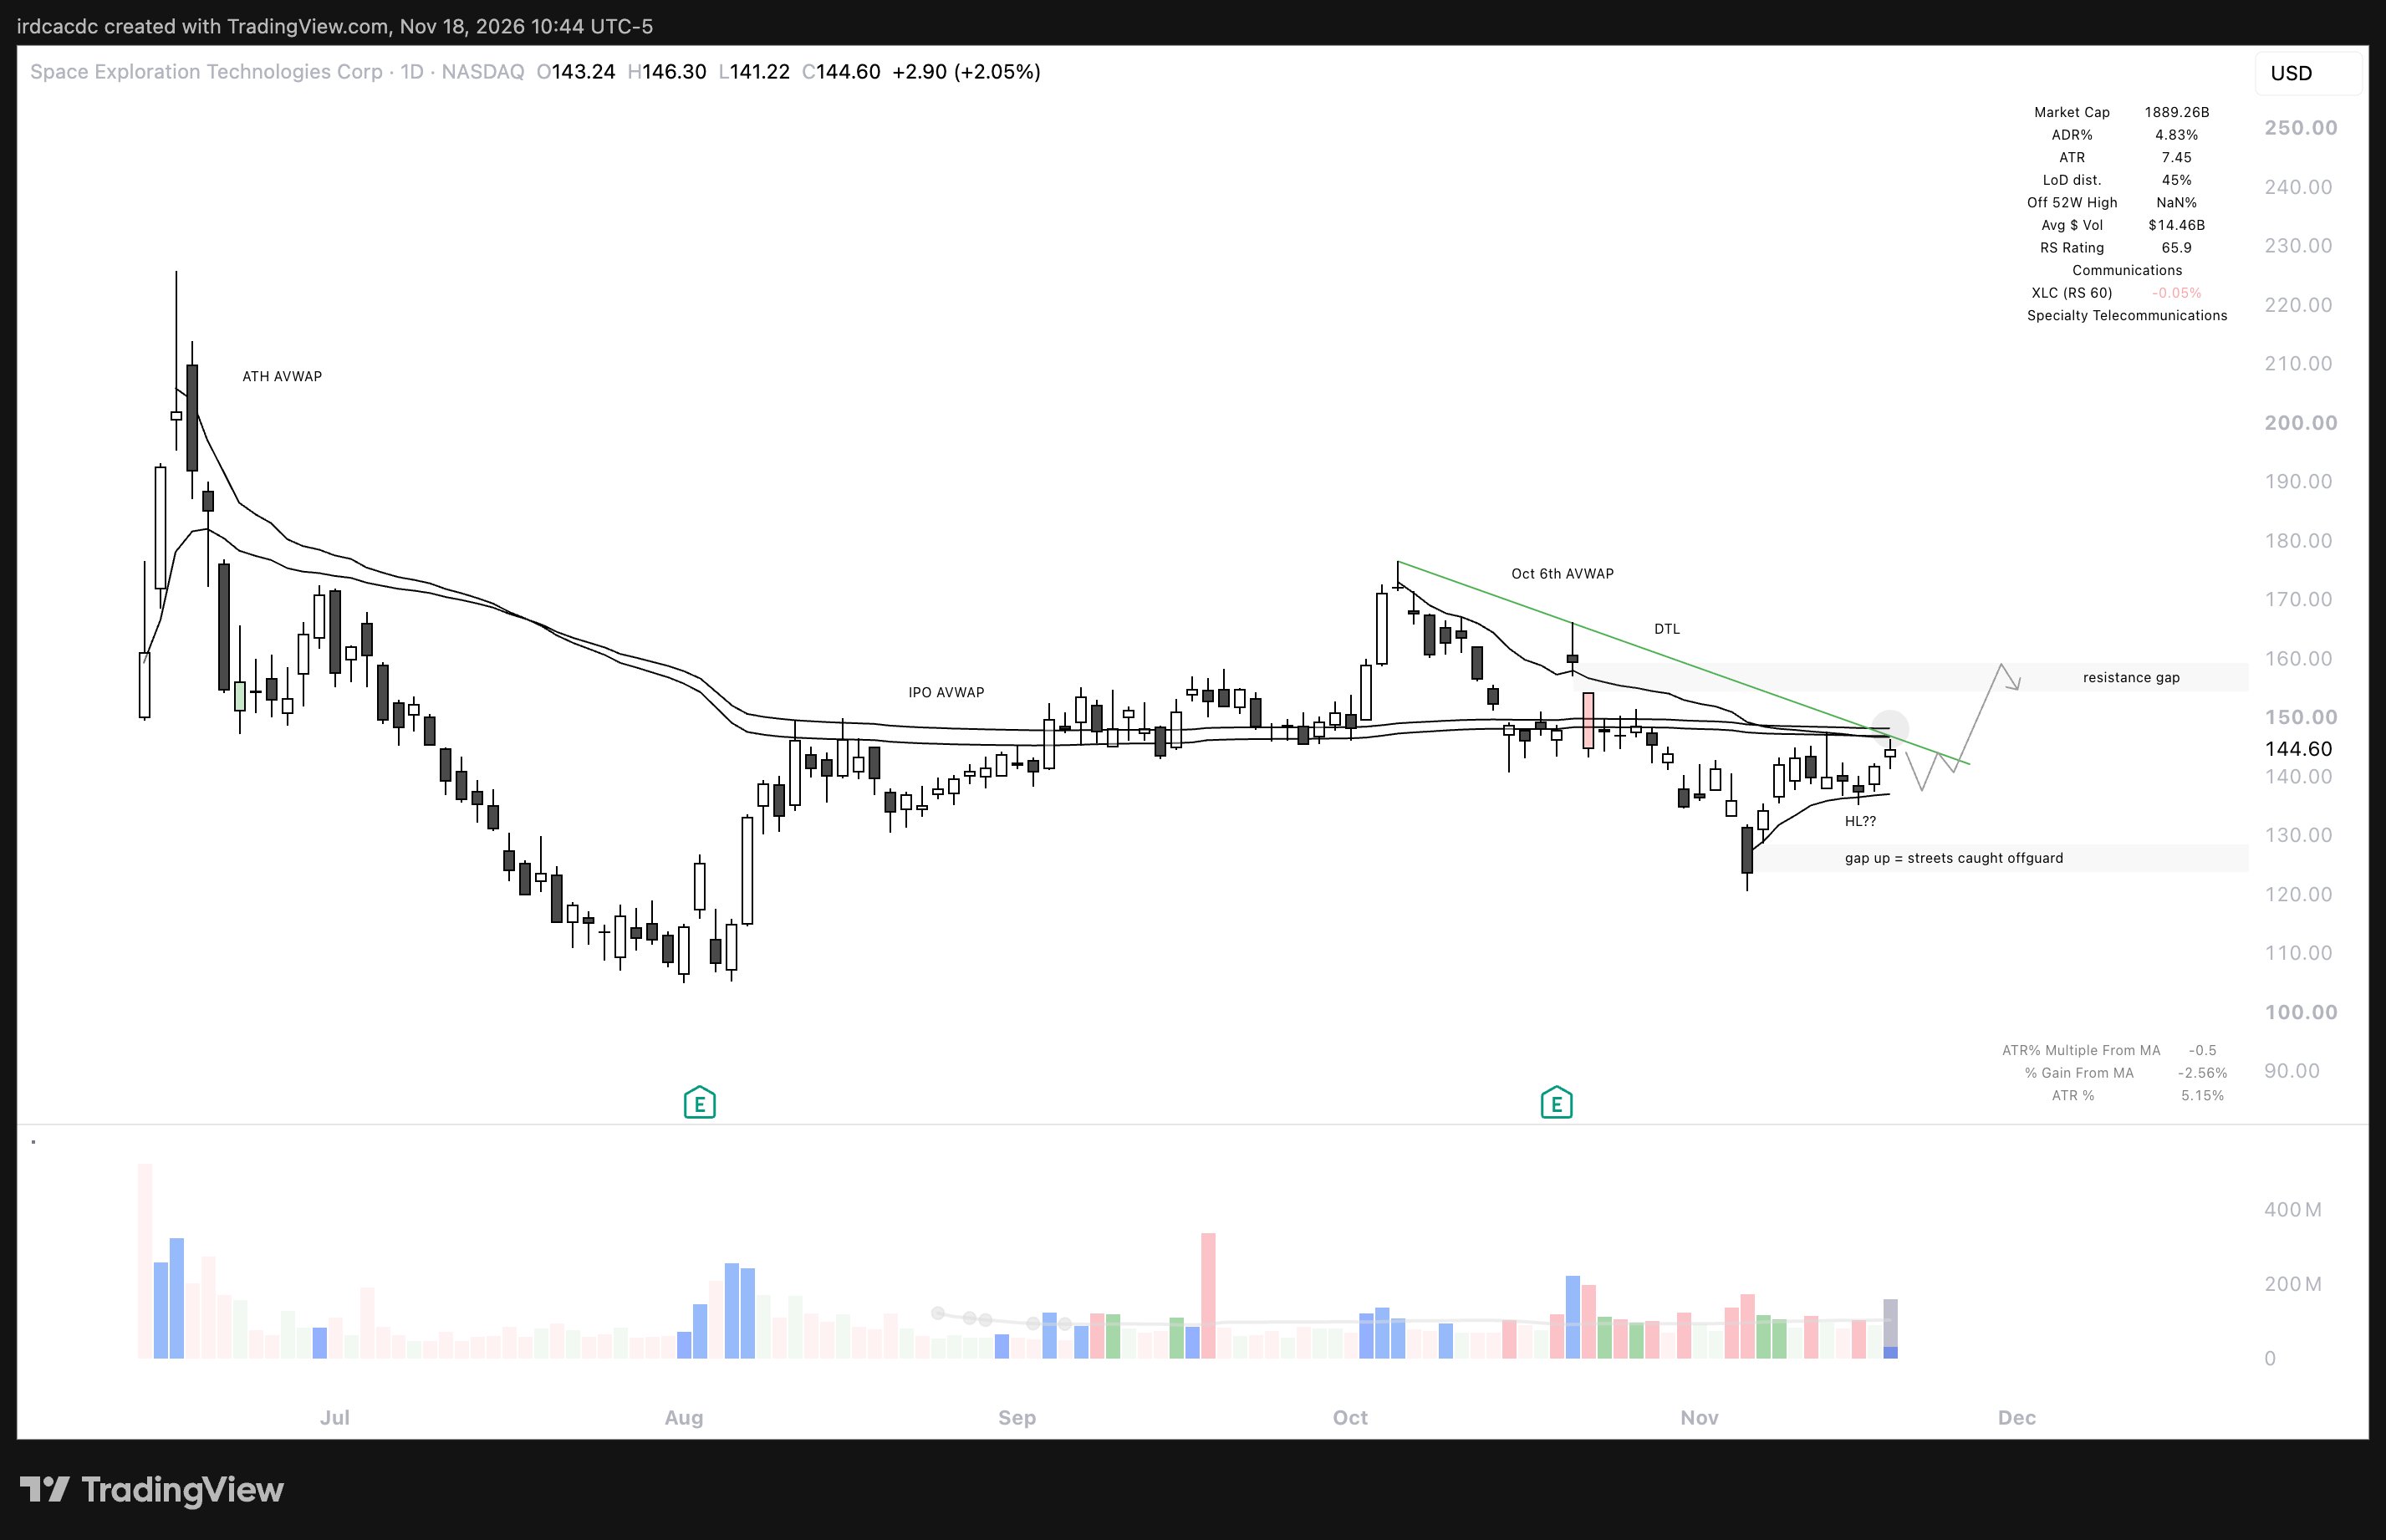 irdcacdc created with TradingView.com, Nov 18, 2026 10:44 UTC-5
Space Exploration Technologies Corp · 1D · NASDAQ O143.24 H146.30 L141.22 C144.60 +2.90 (+2.05%)
USD
Market Cap 1889.26B
ADR% 4.83%
ATR 7.45
LoD dist. 45%
Off 52W High NaN%
Avg $ Vol $14.46B
RS Rating 65.9
Communications
XLC (RS 60) -0.05%
Specialty Telecommunications
250.00
240.00
230.00
220.00
210.00
200.00
190.00
180.00
170.00
160.00
150.00
144.60
140.00
130.00
120.00
110.00
100.00
90.00
ATH AVWAP
IPO AVWAP
Oct 6th AVWAP
DTL
resistance gap
HL??
gap up = streets caught offguard
ATR% Multiple From MA -0.5
% Gain From MA -2.56%
ATR % 5.15%
E
E
400 M
200 M
0
Jul Aug Sep Oct Nov Dec
TradingView